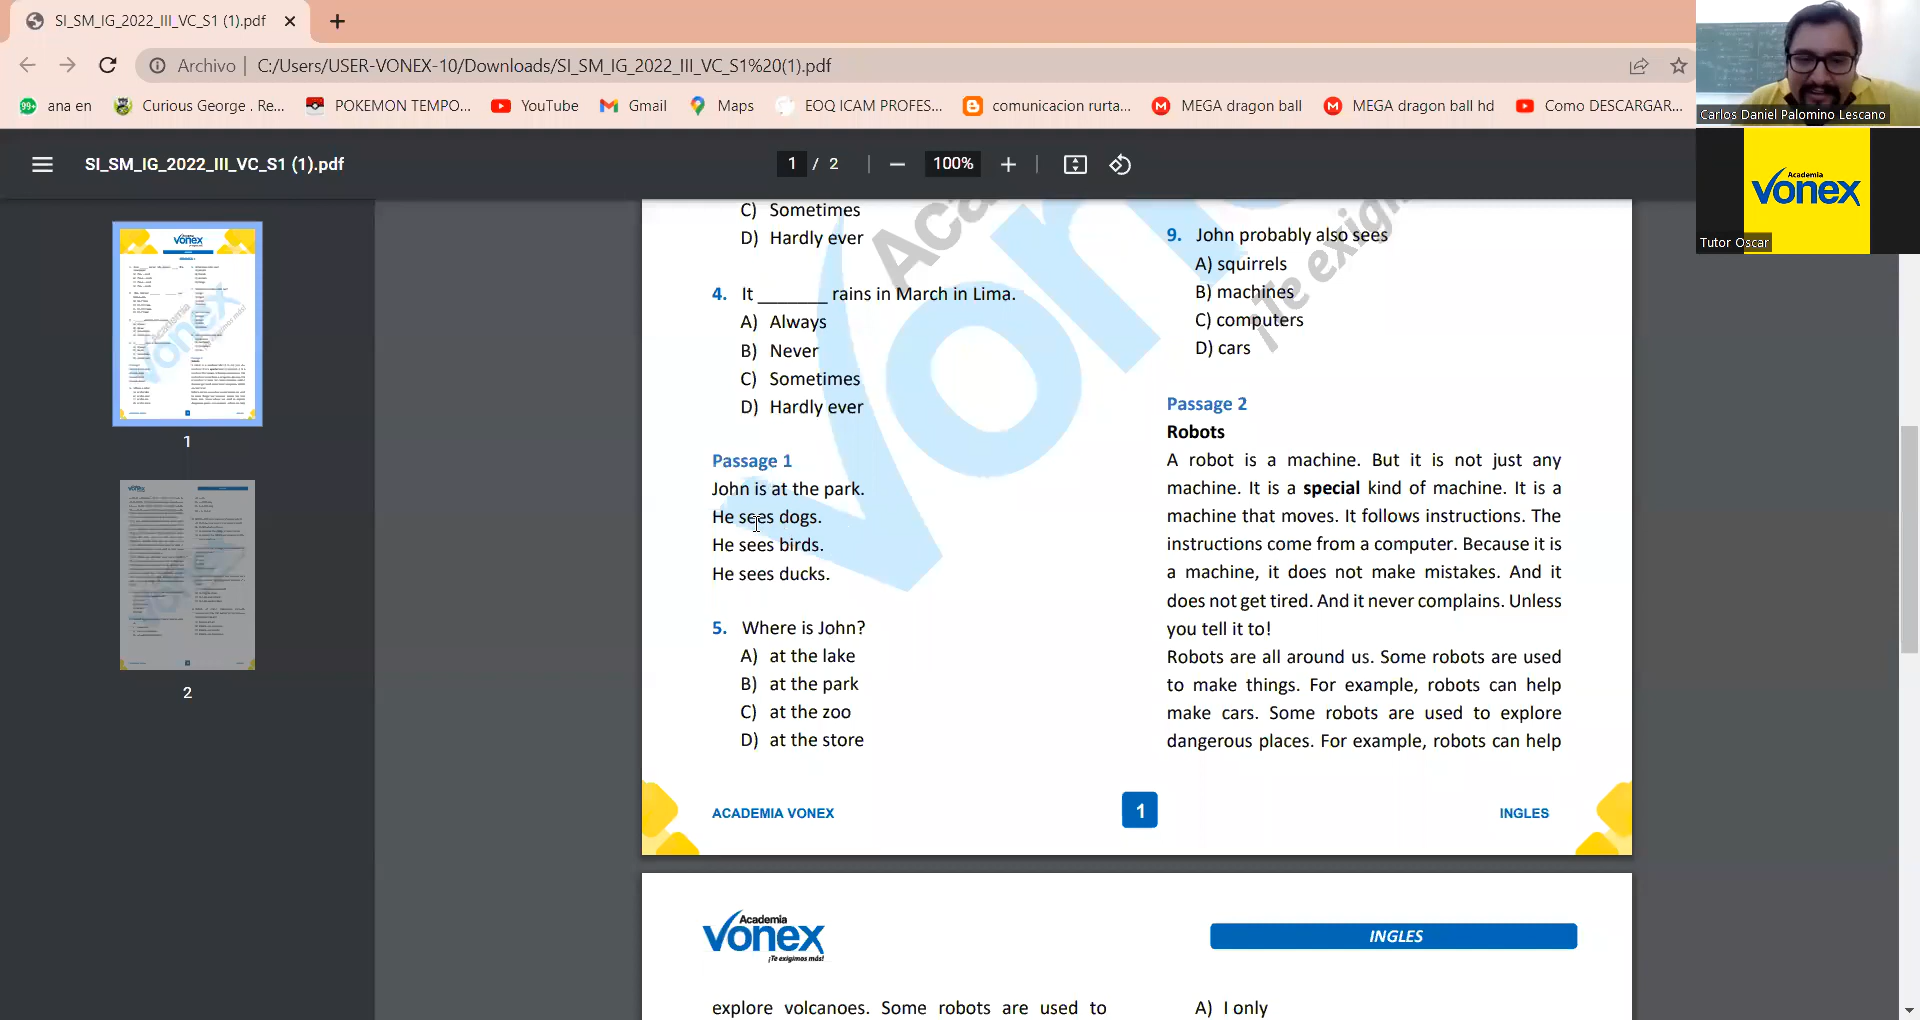 SI_SM_IG_2022_III_VC_S1 (1).pdf
Archivo
C:/Users/USER-VONEX-10/Downloads/SI_SM_IG_2022_III_VC_S1%20(1).pdf
99+ ana en
Curious George . Re...
POKEMON TEMPO...
YouTube
Gmail
Maps
EOQ ICAM PROFES...
comunicacion rurta...
MEGA dragon ball
MEGA dragon ball hd
Como DESCARGAR...
Carlos Daniel Palomino Lescano
Academia
vonex
Tutor Oscar
SI_SM_IG_2022_III_VC_S1 (1).pdf
1 / 2
100%
1
2
C) Sometimes
D) Hardly ever
4. It _______ rains in March in Lima.
A) Always
B) Never
C) Sometimes
D) Hardly ever
Passage 1
John is at the park.
He sees dogs.
He sees birds.
He sees ducks.
5. Where is John?
A) at the lake
B) at the park
C) at the zoo
D) at the store
9. John probably also sees
A) squirrels
B) machines
C) computers
D) cars
Passage 2
Robots
A robot is a machine. But it is not just any
machine. It is a special kind of machine. It is a
machine that moves. It follows instructions. The
instructions come from a computer. Because it is
a machine, it does not make mistakes. And it
does not get tired. And it never complains. Unless
you tell it to!
Robots are all around us. Some robots are used
to make things. For example, robots can help
make cars. Some robots are used to explore
dangerous places. For example, robots can help
ACADEMIA VONEX
1
INGLES
Academia
vonex
¡Te exigimos más!
INGLES
explore volcanoes. Some robots are used to
A) I only